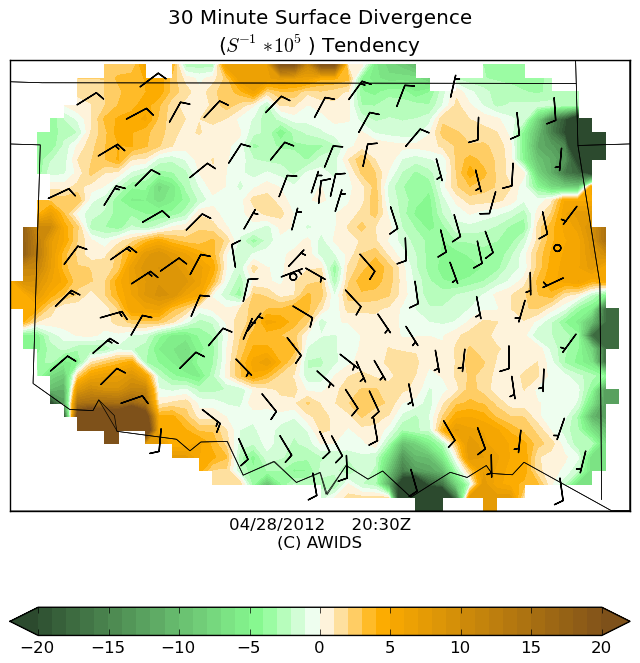 30 Minute Surface Divergence
(S⁻¹ ∗ 10⁵ ) Tendency
04/28/2012 20:30Z
(C) AWIDS
−20 −15 −10 −5 0 5 10 15 20